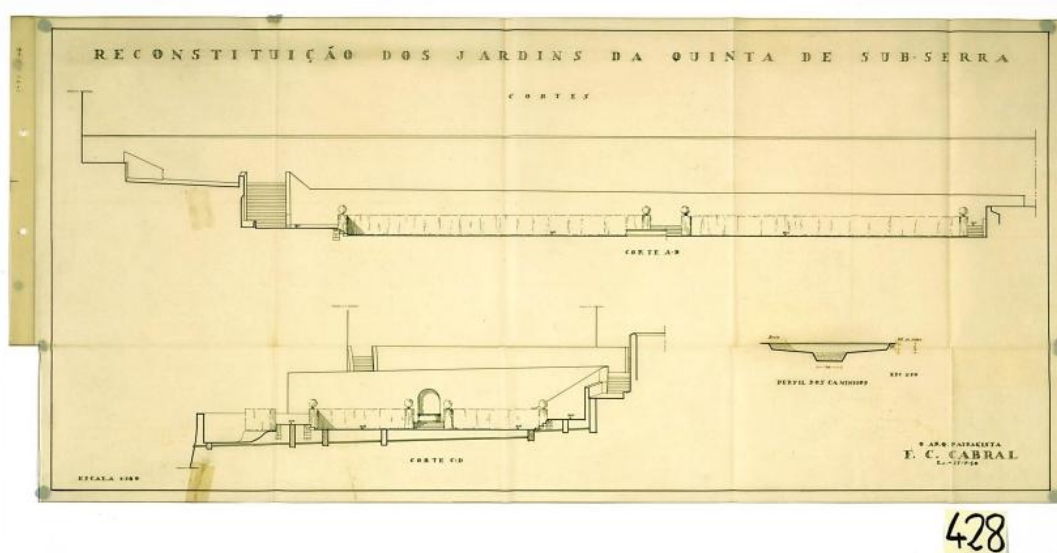 RECONSTITUIÇÃO DOS JARDINS DA QUINTA DE SUB-SERRA
CORTES
CORTE A-B
PERFIL DOS CAMINHOS
CORTE C-D
ESCALA 1:100
O ARQ. PAISAGISTA
F. C. CABRAL
428